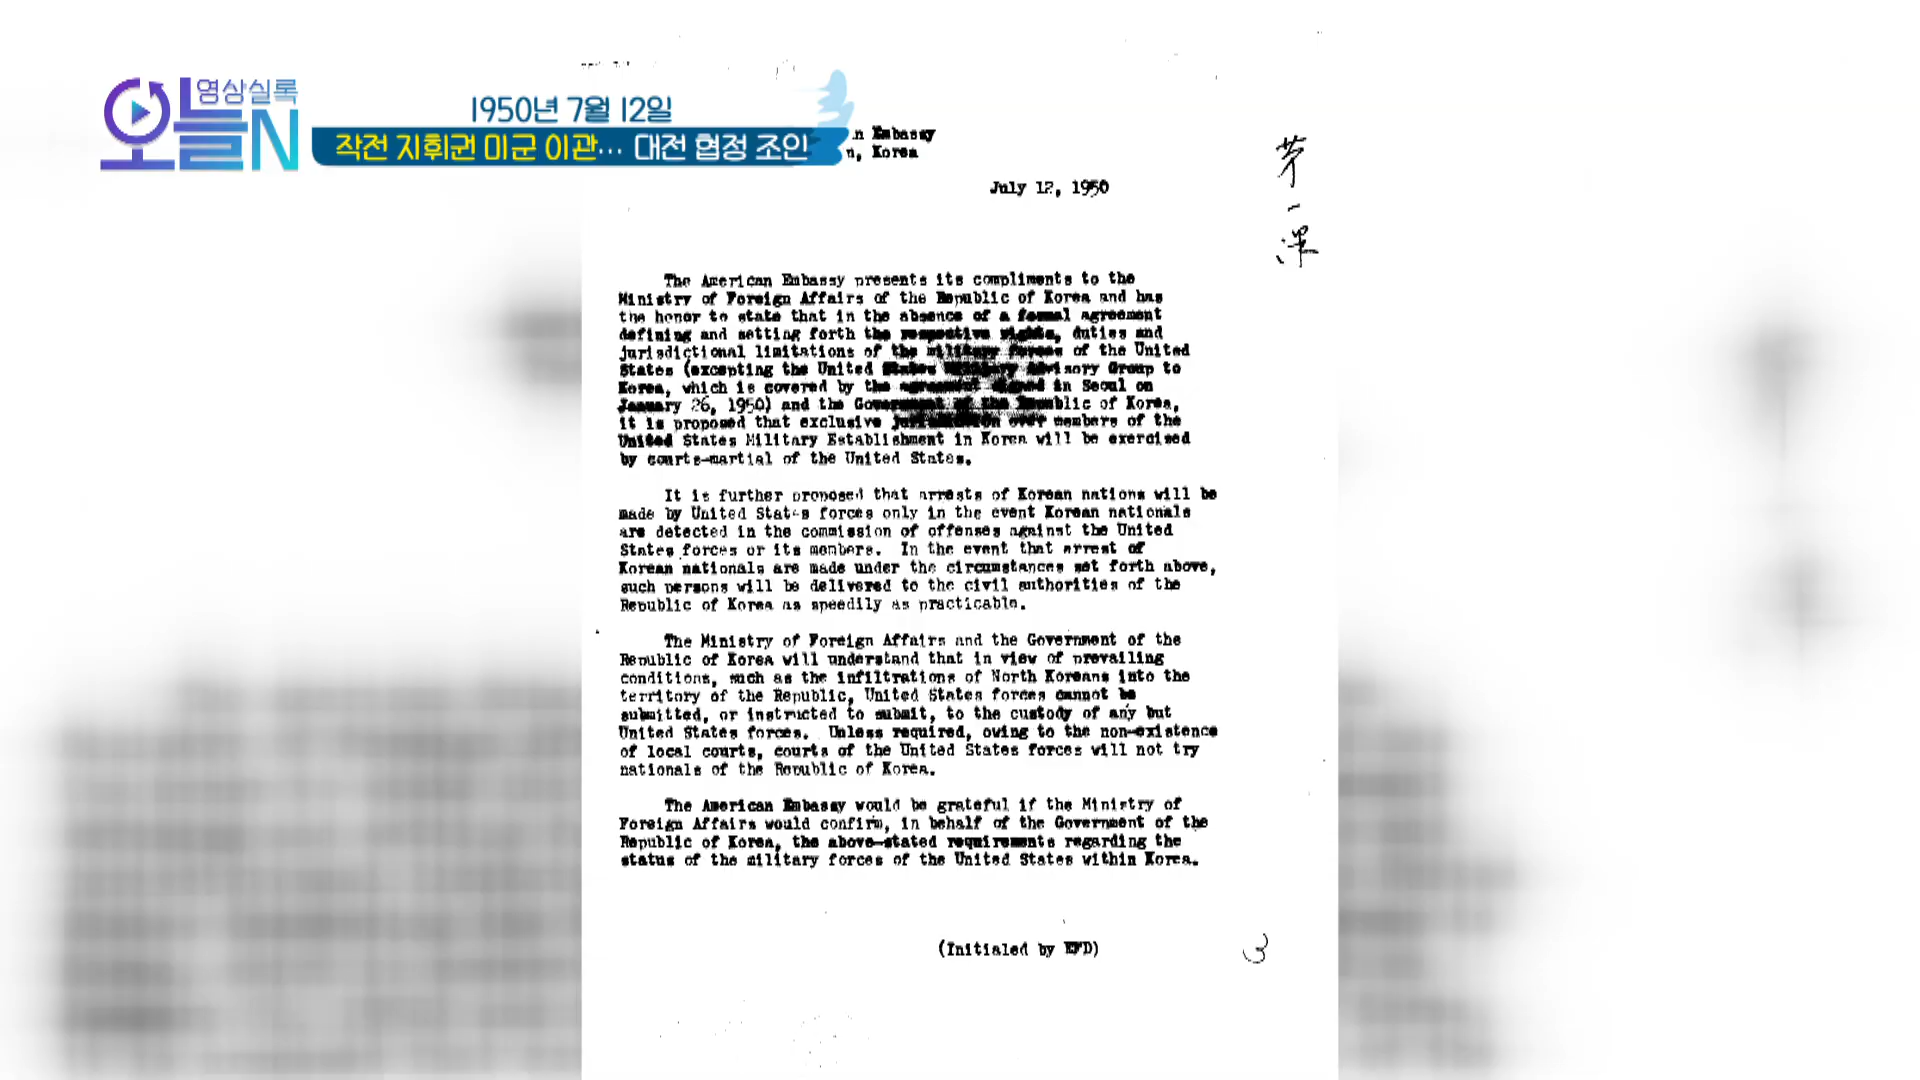 영상실록
오늘N
1950년 7월 12일
작전 지휘권 미군 이관… 대전 협정 조인
Embassy
Korea
July 12, 1950
The American Embassy presents its compliments to the
Ministry of Foreign Affairs of the Republic of Korea and has
the honor to state that in the absence of a formal agreement
defining and setting forth the respective rights, duties and
jurisdictional limitations of the military forces of the United
States (excepting the United States Military Advisory Group to
Korea, which is covered by the agreement signed in Seoul on
January 26, 1950) and the Government of the Republic of Korea,
it is proposed that exclusive jurisdiction over members of the
United States Military Establishment in Korea will be exercised
by courts-martial of the United States.
It is further proposed that arrests of Korean nations will be
made by United States forces only in the event Korean nationals
are detected in the commission of offenses against the United
States forces or its members. In the event that arrest of
Korean nationals are made under the circumstances set forth above,
such persons will be delivered to the civil authorities of the
Republic of Korea as speedily as practicable.
The Ministry of Foreign Affairs and the Government of the
Republic of Korea will understand that in view of prevailing
conditions, such as the infiltrations of North Koreans into the
territory of the Republic, United States forces cannot be
submitted, or instructed to submit, to the custody of any but
United States forces. Unless required, owing to the non-existence
of local courts, courts of the United States forces will not try
nationals of the Republic of Korea.
The American Embassy would be grateful if the Ministry of
Foreign Affairs would confirm, in behalf of the Government of the
Republic of Korea, the above-stated requirements regarding the
status of the military forces of the United States within Korea.
(Initialed by EFD)
3